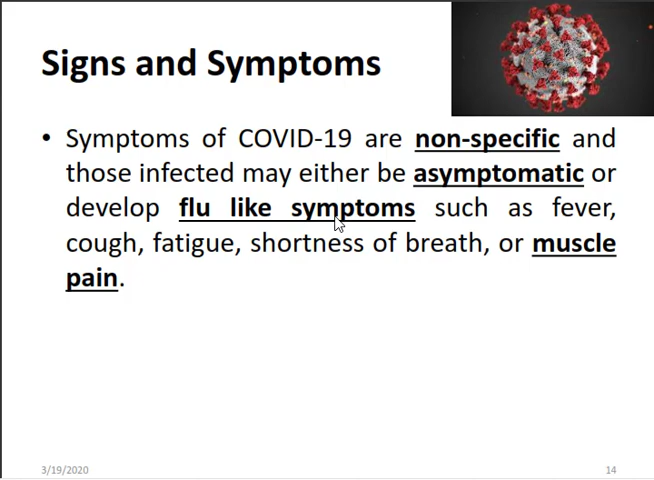 Signs and Symptoms
• Symptoms of COVID-19 are non-specific and
those infected may either be asymptomatic or
develop flu like symptoms such as fever,
cough, fatigue, shortness of breath, or muscle
pain.
3/19/2020
14